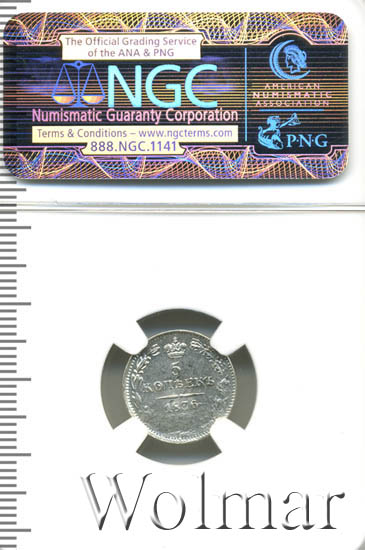 The Official Grading Service
of the ANA & PNG
NGC
Numismatic Guaranty Corporation
Terms & Conditions – www.ngcterms.com
888.NGC.1141
AMERICAN
NUMISMATIC
ASSOCIATION
PNG
5
КОПѢЕКЪ
1836
Wolmar